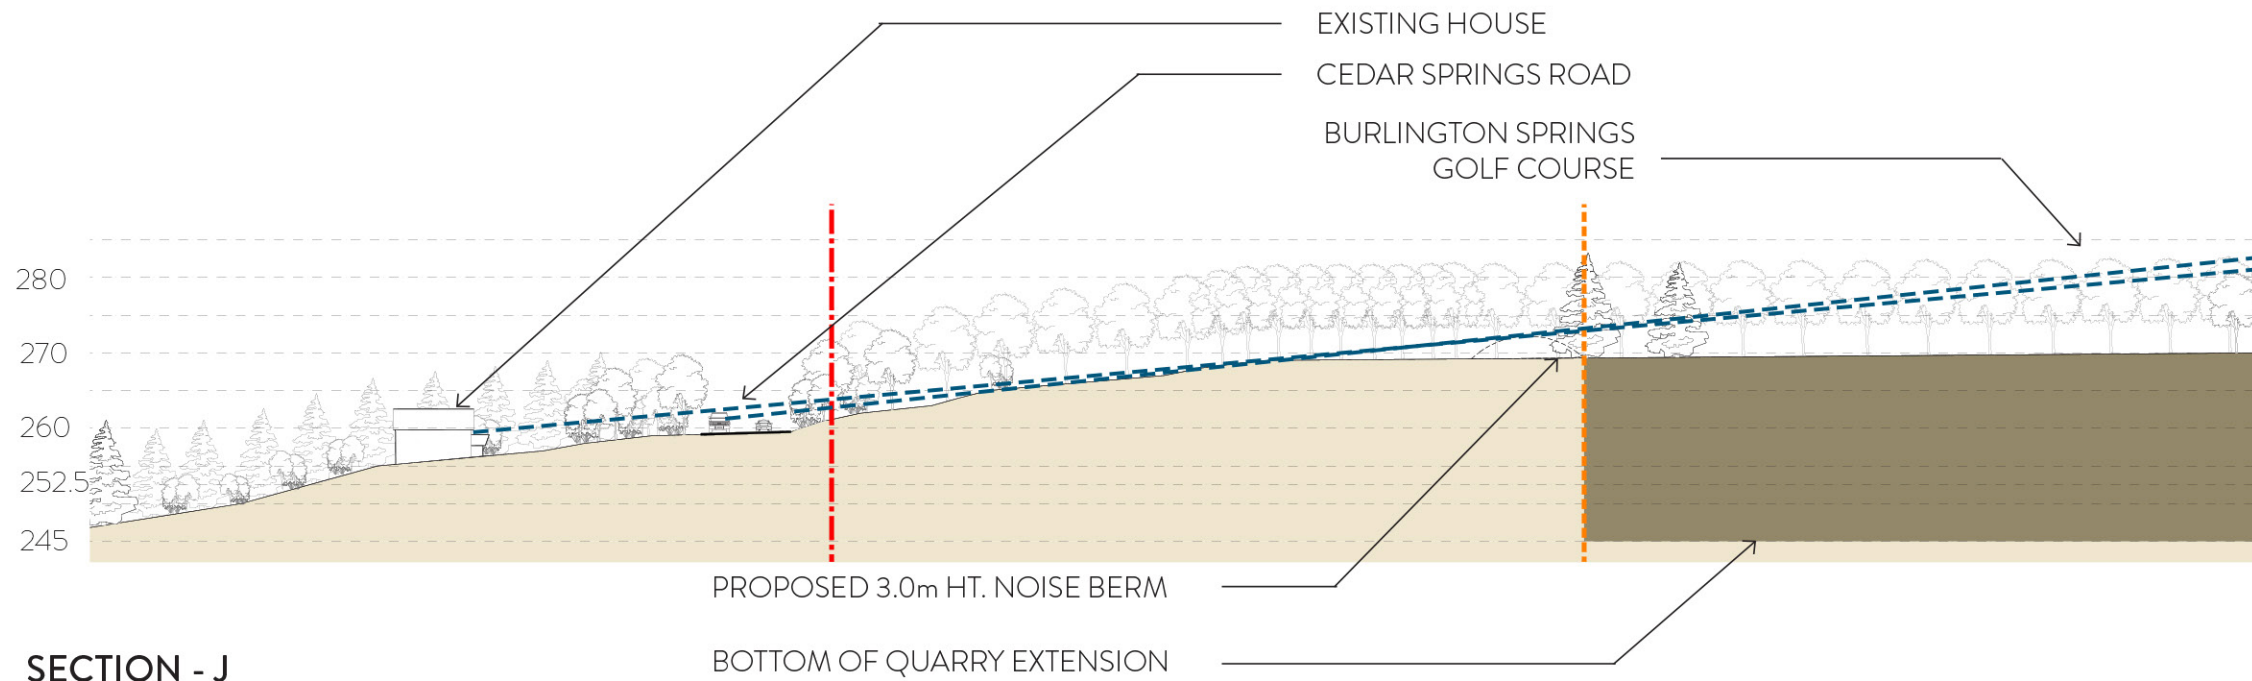 EXISTING HOUSE
CEDAR SPRINGS ROAD
BURLINGTON SPRINGS
GOLF COURSE
280
270
260
252.5
245
PROPOSED 3.0m HT. NOISE BERM
BOTTOM OF QUARRY EXTENSION
SECTION - J